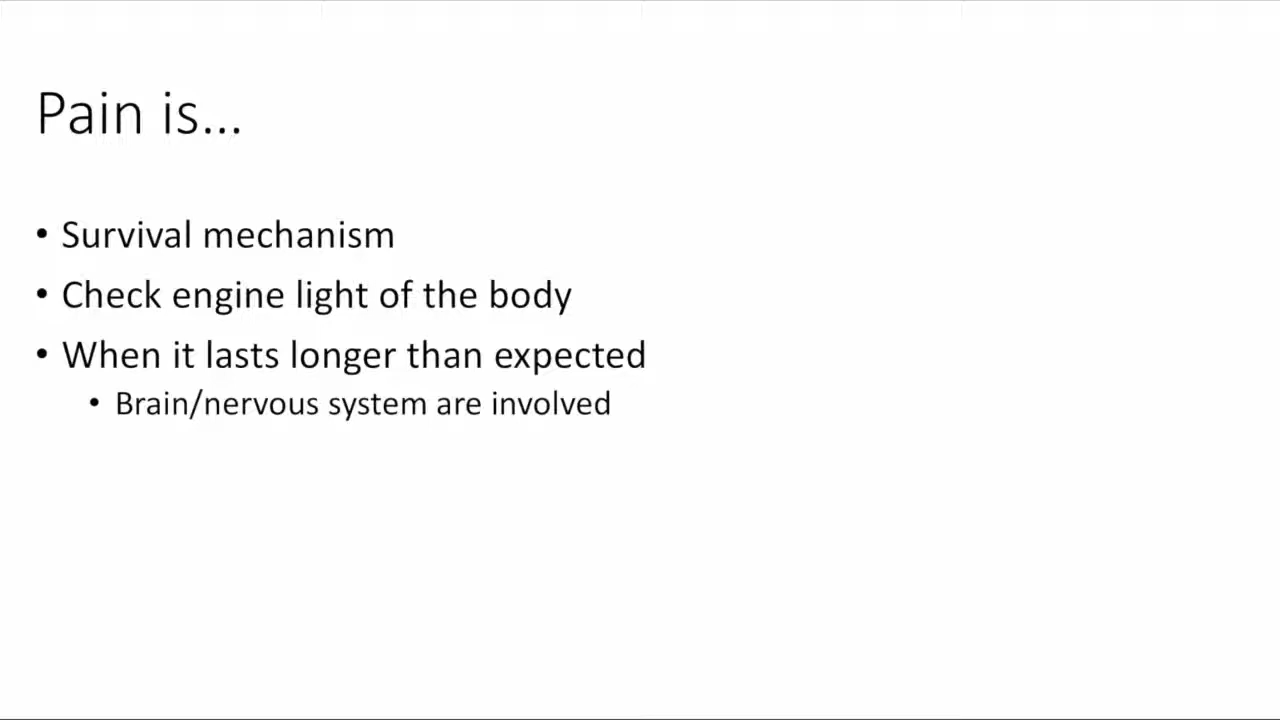 Pain is...
• Survival mechanism
• Check engine light of the body
• When it lasts longer than expected
• Brain/nervous system are involved